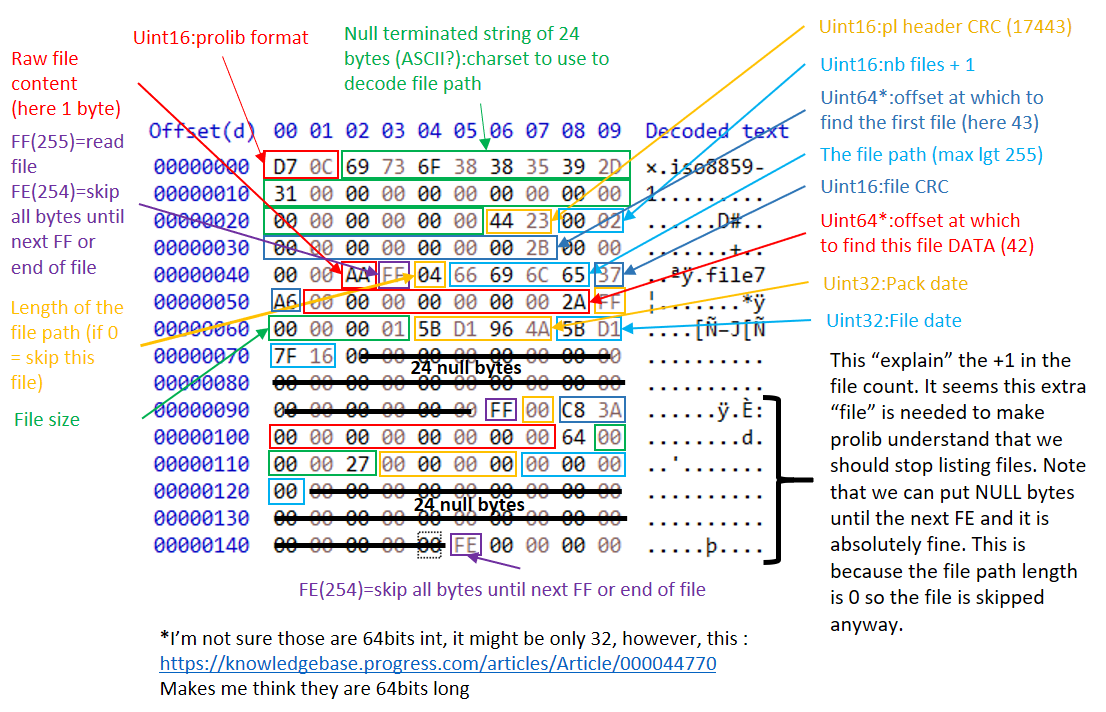 Uint16:prolib format
Null terminated string of 24
bytes (ASCII?):charset to use to
decode file path
Uint16:pl header CRC (17443)
Uint16:nb files + 1
Uint64*:offset at which to
find the first file (here 43)
The file path (max lgt 255)
Uint16:file CRC
Uint64*:offset at which
to find this file DATA (42)
Uint32:Pack date
Uint32:File date
Raw file
content
(here 1 byte)
FF(255)=read
file
FE(254)=skip
all bytes until
next FF or
end of file
Length of the
file path (if 0
= skip this
file)
File size
Offset(d) 00 01 02 03 04 05 06 07 08 09 Decoded text
00000000 D7 0C 69 73 6F 38 38 35 39 2D ×.iso8859-
00000010 31 00 00 00 00 00 00 00 00 00 1.........
00000020 00 00 00 00 00 00 44 23 00 02 ......D#..
00000030 00 00 00 00 00 00 00 2B 00 00 .......+..
00000040 00 00 AA FF 04 66 69 6C 65 37 ..ªÿ.file7
00000050 A6 00 00 00 00 00 00 00 2A FF ¦.......*ÿ
00000060 00 00 00 01 5B D1 96 4A 5B D1 ....[Ñ–J[Ñ
00000070 7F 16 00 00 00 00 00 00 00 00 ..........
24 null bytes
00000080 00 00 00 00 00 00 00 00 00 00 ..........
00000090 00 00 00 00 00 00 FF 00 C8 3A ......ÿ.È:
00000100 00 00 00 00 00 00 00 00 64 00 ........d.
00000110 00 00 27 00 00 00 00 00 00 00 ..'.......
00000120 00 00 00 00 00 00 00 00 00 00 ..........
24 null bytes
00000130 00 00 00 00 00 00 00 00 00 00 ..........
00000140 00 00 00 00 00 FE 00 00 00 00 .....þ....
FE(254)=skip all bytes until next FF or end of file
This “explain” the +1 in the
file count. It seems this extra
“file” is needed to make
prolib understand that we
should stop listing files. Note
that we can put NULL bytes
until the next FE and it is
absolutely fine. This is
because the file path length
is 0 so the file is skipped
anyway.
*I’m not sure those are 64bits int, it might be only 32, however, this :
https://knowledgebase.progress.com/articles/Article/000044770
Makes me think they are 64bits long